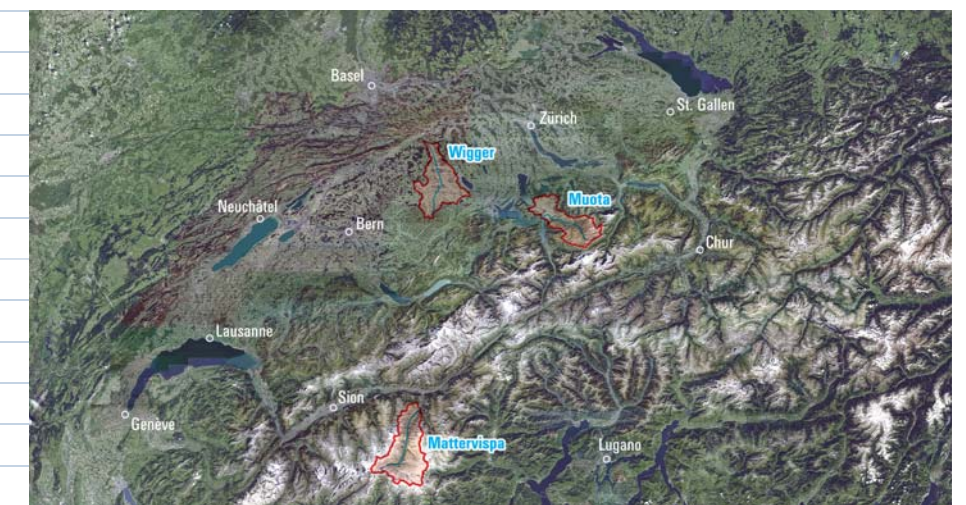 Basel
St. Gallen
Zürich
Wigger
Muota
Neuchâtel
Bern
Chur
Lausanne
Sion
Genève
Mattervispa
Lugano